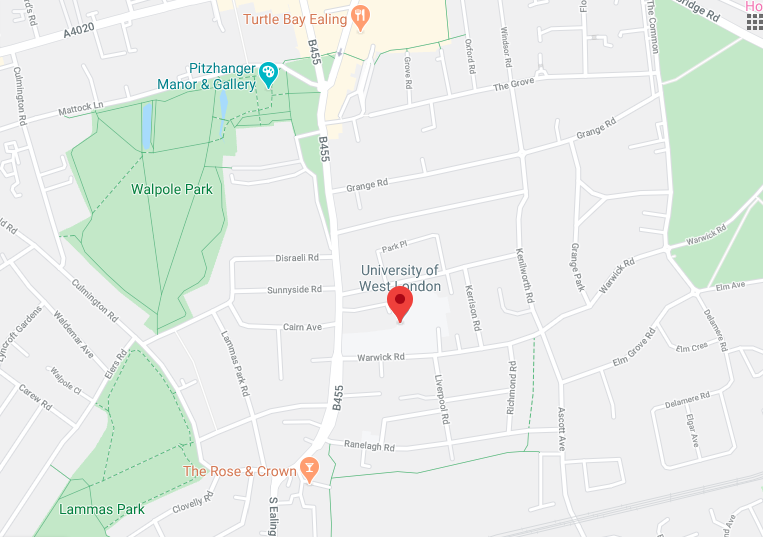 Turtle Bay Ealing
A4020
B455
Pitzhanger
Manor & Gallery
Mattock Ln
Culmington Rd
Walpole Park
B455
Grove Rd
Oxford Rd
Windsor Rd
The Grove
The Common
Grange Rd
Grange Rd
Park Pl
University of
West London
Disraeli Rd
Sunnyside Rd
Cairn Ave
Culmington Rd
Waldemar Ave
Walpole Cl
Carew Rd
Elers Rd
Lammas Park Rd
Kenilworth Rd
Kerrison Rd
Grange Park
Warwick Rd
Warwick Rd
Elm Ave
Elm Grove Rd
Elm Cres
Delamere Rd
Delamere Rd
Elgar Ave
Warwick Rd
Liverpool Rd
Richmond Rd
Ascott Ave
B455
Ranelagh Rd
The Rose & Crown
S Ealing
Clovelly Rd
Lammas Park